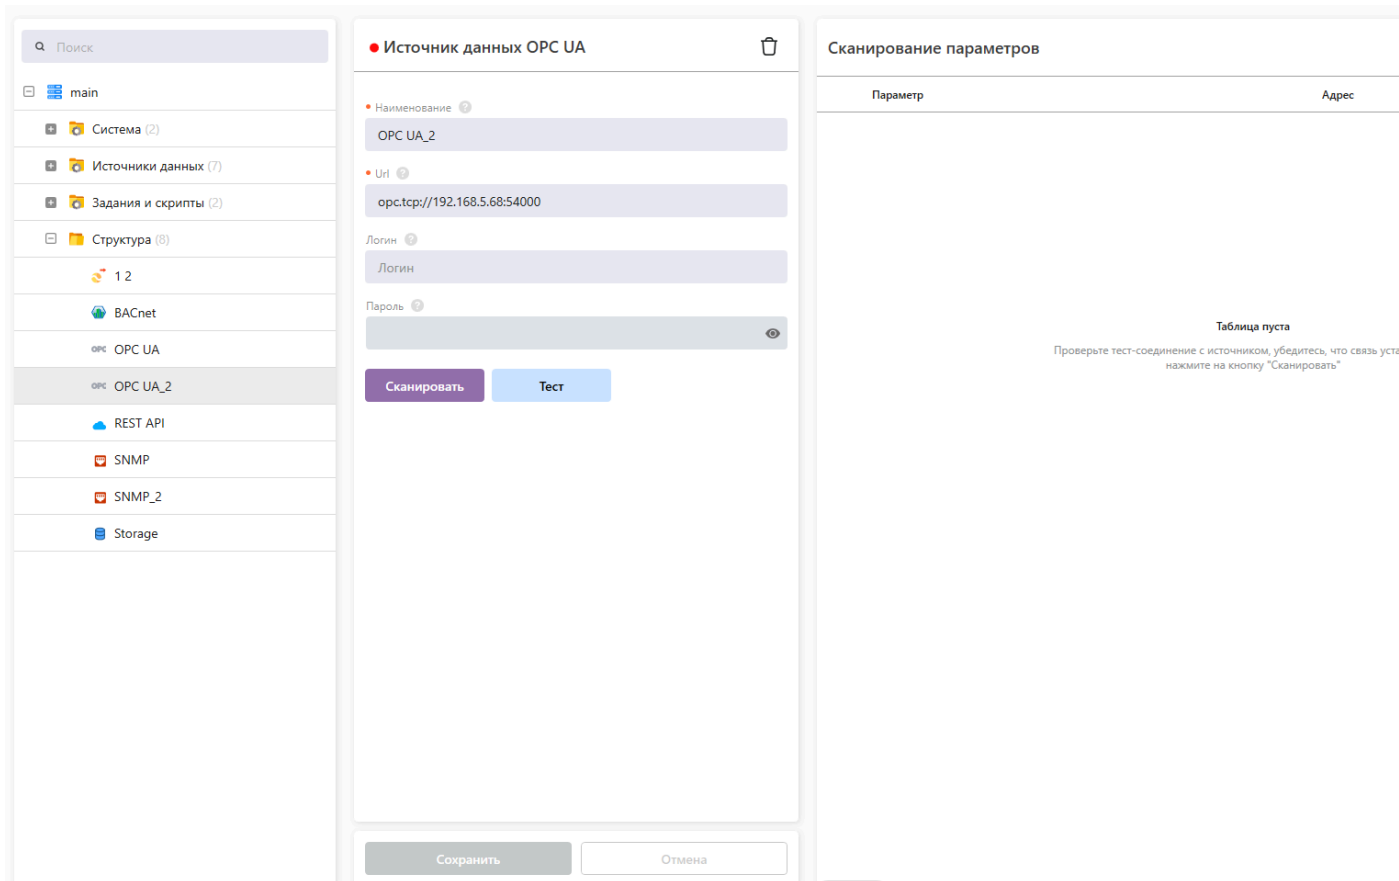 Поиск
main
Система (2)
Источники данных (7)
Задания и скрипты (2)
Структура (8)
1 2
BACnet
OPC OPC UA
OPC OPC UA_2
REST API
SNMP
SNMP_2
Storage
Источник данных OPC UA
Наименование ?
OPC UA_2
Url ?
opc.tcp://192.168.5.68:54000
Логин ?
Логин
Пароль ?
Сканировать Тест
Сохранить Отмена
Сканирование параметров
Параметр Адрес
Таблица пуста
Проверьте тест-соединение с источником, убедитесь, что связь уста
нажмите на кнопку "Сканировать"